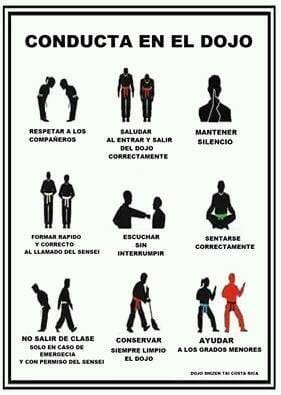 CONDUCTA EN EL DOJO
RESPETAR A LOS
COMPAÑEROS
SALUDAR
AL ENTRAR Y SALIR
DEL DOJO
CORRECTAMENTE
MANTENER
SILENCIO
FORMAR RAPIDO
Y CORRECTO
AL LLAMADO DEL SENSEI
ESCUCHAR
SIN
INTERRUMPIR
SENTARSE
CORRECTAMENTE
NO SALIR DE CLASE
SOLO EN CASO DE
EMERGECIA
Y CON PERMISO DEL SENSEI
CONSERVAR
SIEMPRE LIMPIO
EL DOJO
AYUDAR
A LOS GRADOS MENORES
DOJO SHIZEN TAI COSTA RICA